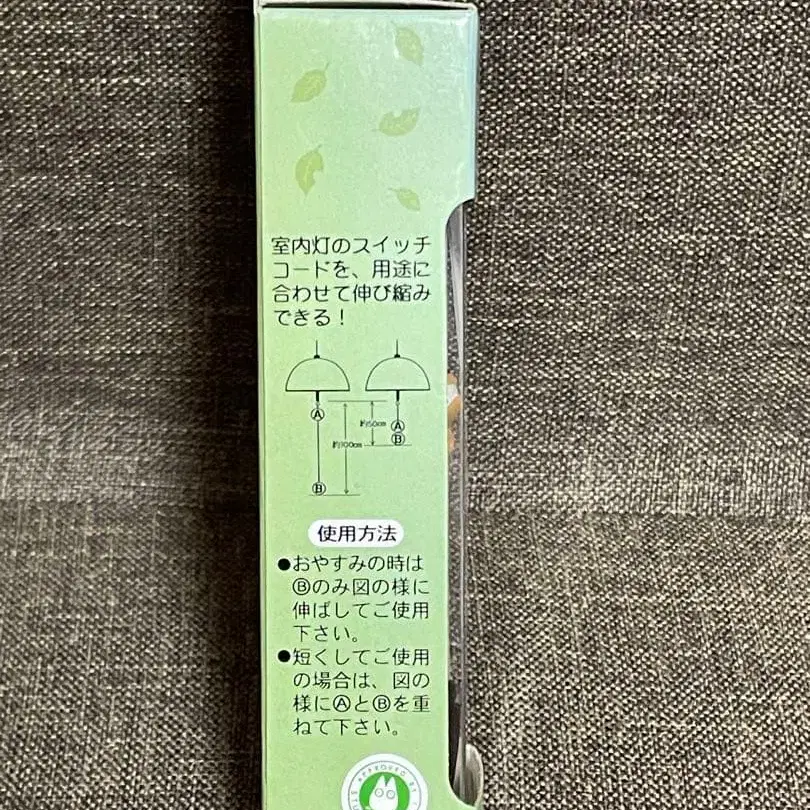 室内灯のスイッチ
コードを、用途に
合わせて伸び縮み
できる！
Ⓐ
約50cm
Ⓐ
Ⓑ
約100cm
Ⓑ
使用方法
●おやすみの時は
Ⓑのみ図の様に
伸ばしてご使用
下さい。
●短くしてご使用
の場合は、図の
様にⒶとⒷを重
ねて下さい。
APPROVED BY